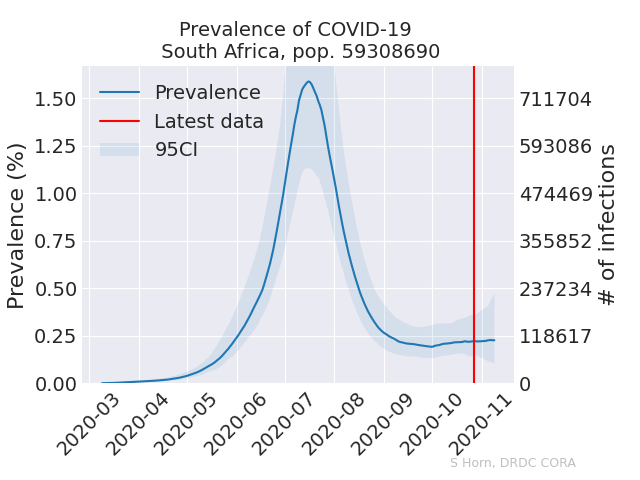 Prevalence of COVID-19
South Africa, pop. 59308690
Prevalence
Latest data
95CI
Prevalence (%)
1.50
1.25
1.00
0.75
0.50
0.25
0.00
711704
593086
474469
355852
237234
118617
0
# of infections
2020-03
2020-04
2020-05
2020-06
2020-07
2020-08
2020-09
2020-10
2020-11
S Horn, DRDC CORA